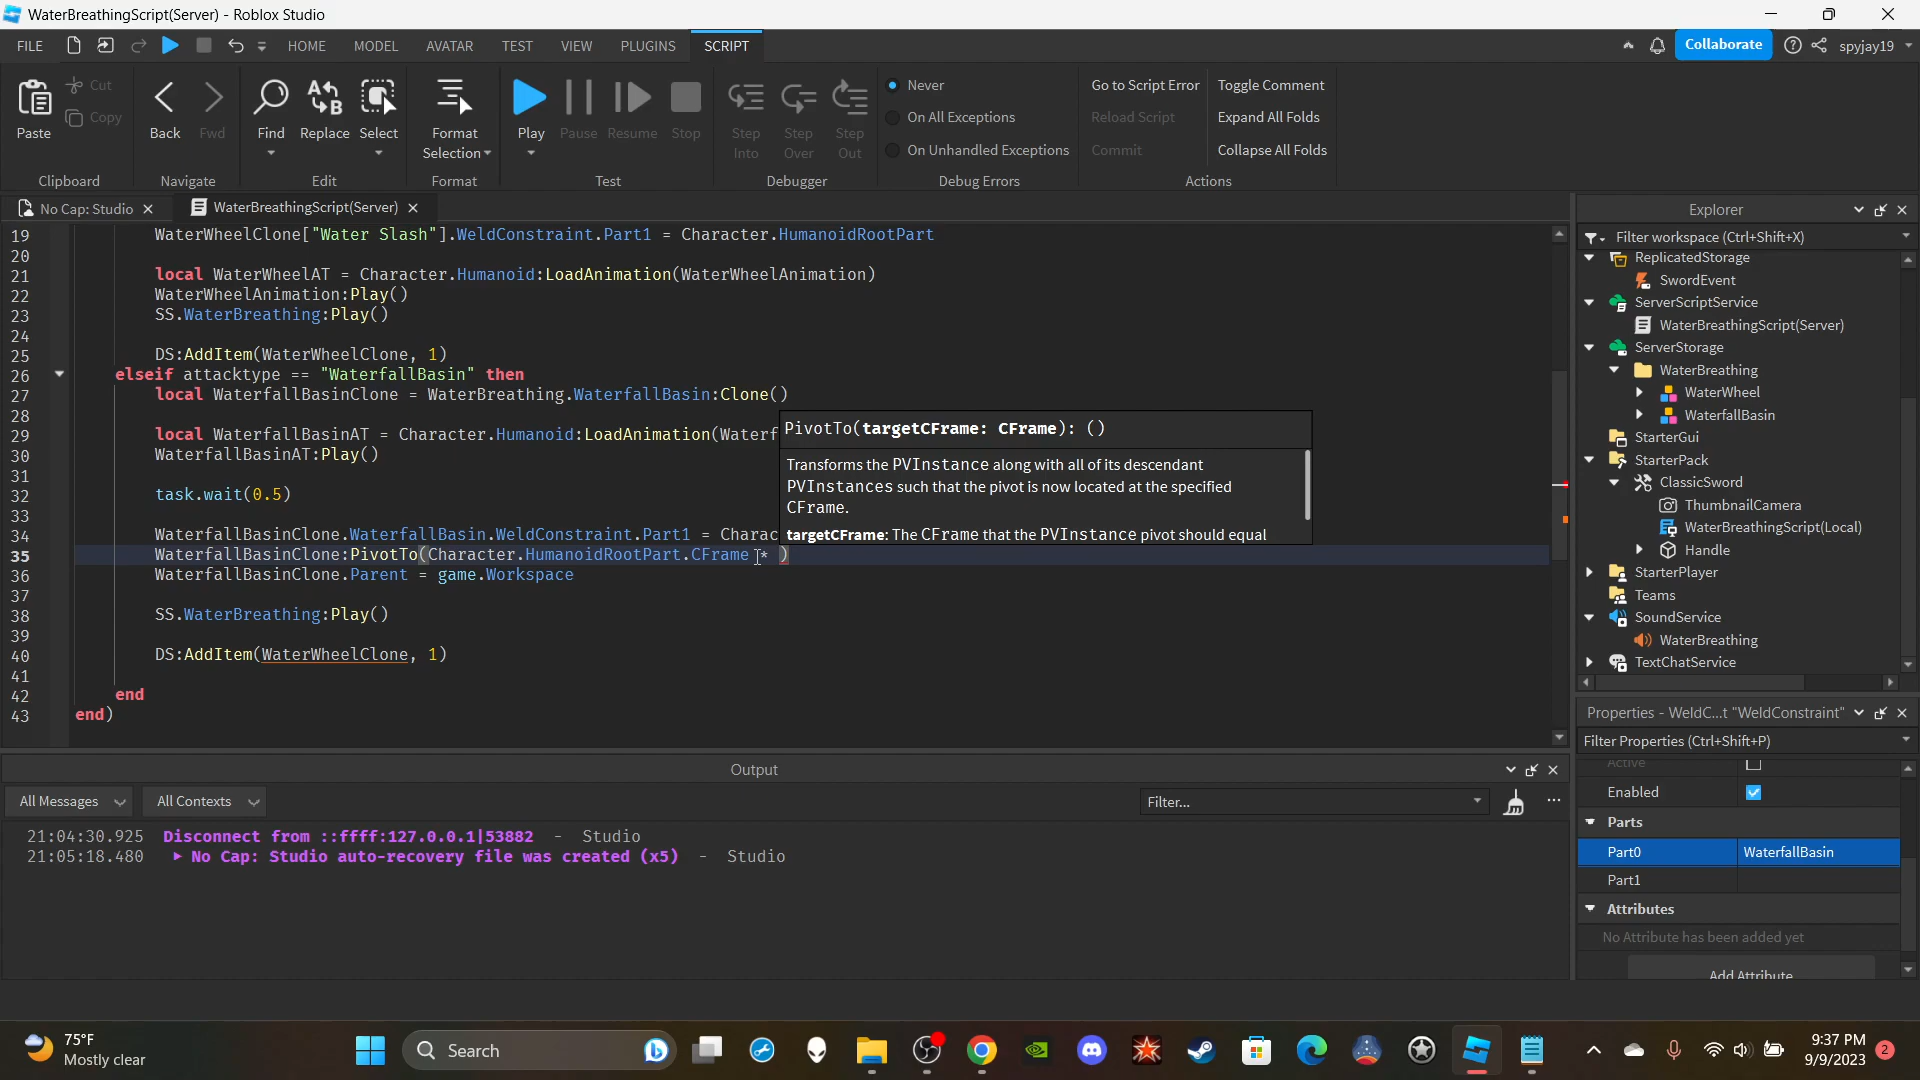 WaterBreathingScript(Server) - Roblox Studio
FILE HOME MODEL AVATAR TEST VIEW PLUGINS SCRIPT Collaborate spyjay19
Paste Cut Copy
Back Fwd
Find Replace Select
Format Selection
Play Pause Resume Stop
Step Into Step Over Step Out
Never
On All Exceptions
On Unhandled Exceptions
Go to Script Error
Reload Script
Commit
Toggle Comment
Expand All Folds
Collapse All Folds
Clipboard Navigate Edit Format Test Debugger Debug Errors Actions
No Cap: Studio WaterBreathingScript(Server)
19 WaterWheelClone["Water Slash"].WeldConstraint.Part1 = Character.HumanoidRootPart
20
21 local WaterWheelAT = Character.Humanoid:LoadAnimation(WaterWheelAnimation)
22 WaterWheelAnimation:Play()
23 SS.WaterBreathing:Play()
24
25 DS:AddItem(WaterWheelClone, 1)
26 elseif attacktype == "WaterfallBasin" then
27 local WaterfallBasinClone = WaterBreathing.WaterfallBasin:Clone()
28
29 local WaterfallBasinAT = Character.Humanoid:LoadAnimation(Waterf
30 WaterfallBasinAT:Play()
31
32 task.wait(0.5)
33
34 WaterfallBasinClone.WaterfallBasin.WeldConstraint.Part1 = Charac
35 WaterfallBasinClone:PivotTo(Character.HumanoidRootPart.CFrame * )
36 WaterfallBasinClone.Parent = game.Workspace
37
38 SS.WaterBreathing:Play()
39
40 DS:AddItem(WaterWheelClone, 1)
41
42 end
43 end)
PivotTo(targetCFrame: CFrame): ()
Transforms the PVInstance along with all of its descendant
PVInstances such that the pivot is now located at the specified
CFrame.
targetCFrame: The CFrame that the PVInstance pivot should equal
Output
All Messages All Contexts Filter...
21:04:30.925 Disconnect from ::ffff:127.0.0.1|53882 - Studio
21:05:18.480 No Cap: Studio auto-recovery file was created (x5) - Studio
Explorer
Filter workspace (Ctrl+Shift+X)
ReplicatedStorage
SwordEvent
ServerScriptService
WaterBreathingScript(Server)
ServerStorage
WaterBreathing
WaterWheel
WaterfallBasin
StarterGui
StarterPack
ClassicSword
ThumbnailCamera
WaterBreathingScript(Local)
Handle
StarterPlayer
Teams
SoundService
WaterBreathing
TextChatService
Properties - WeldC...t "WeldConstraint"
Filter Properties (Ctrl+Shift+P)
Active
Enabled
Parts
Part0 WaterfallBasin
Part1
Attributes
No Attribute has been added yet
Add Attribute
75°F
Mostly clear
Search
9:37 PM
9/9/2023
2